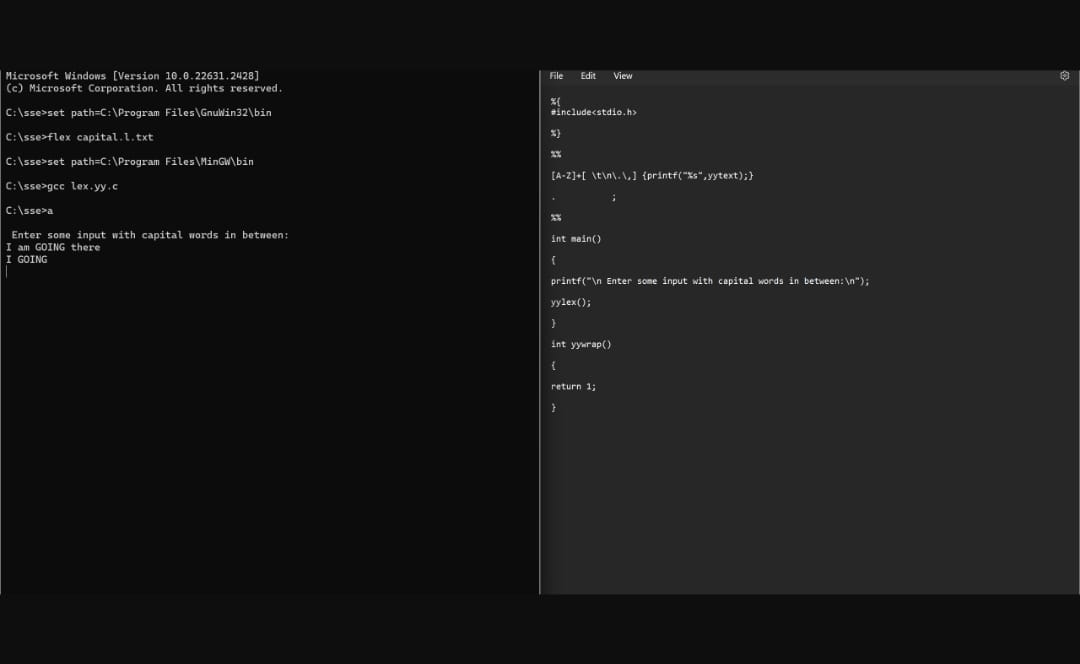 Microsoft Windows [Version 10.0.22631.2428]
(c) Microsoft Corporation. All rights reserved.
C:\sse>set path=C:\Program Files\GnuWin32\bin
C:\sse>flex capital.l.txt
C:\sse>set path=C:\Program Files\MinGW\bin
C:\sse>gcc lex.yy.c
C:\sse>a
Enter some input with capital words in between:
I am GOING there
I GOING
File Edit View
%{
#include<stdio.h>
%}
%%
[A-Z]+[ \t\n\.\,] {printf("%s",yytext);}
. ;
%%
int main()
{
printf("\n Enter some input with capital words in between:\n");
yylex();
}
int yywrap()
{
return 1;
}